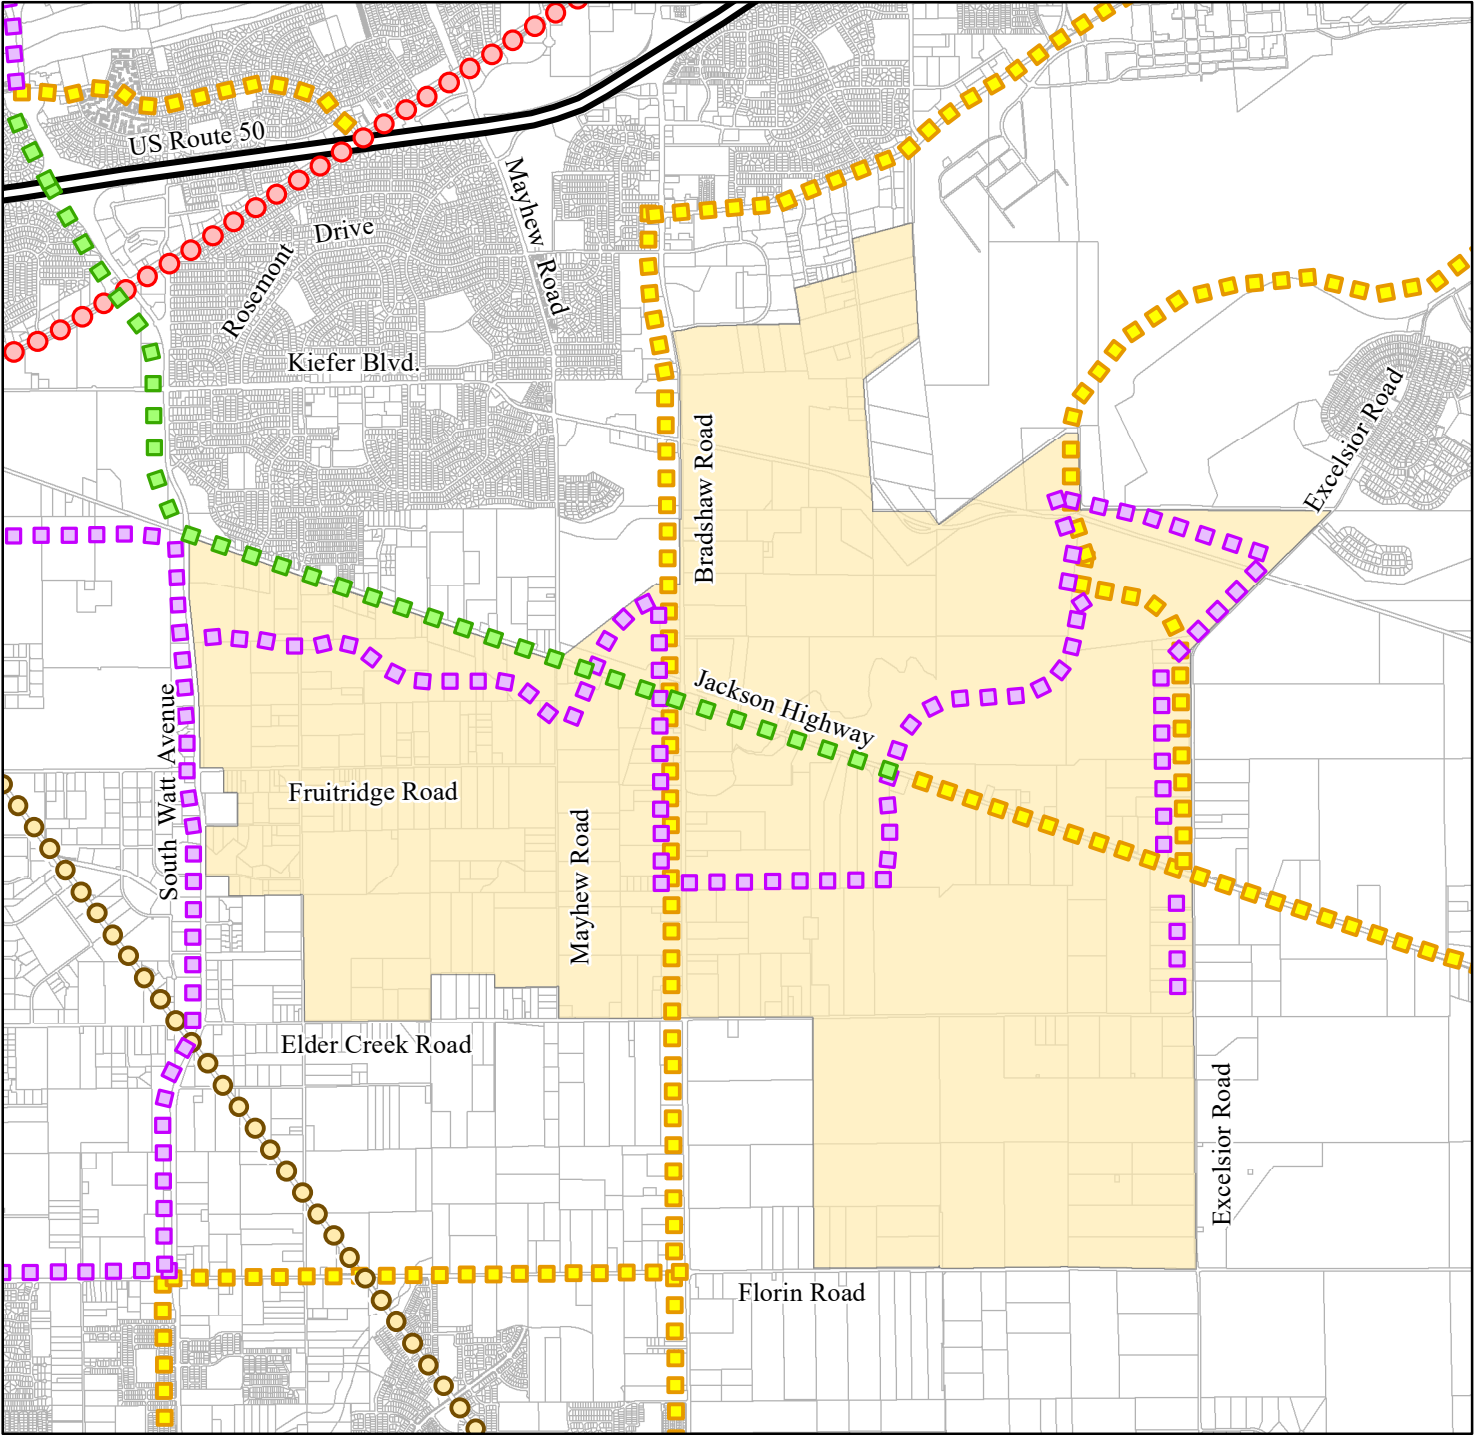 US Route 50
Mayhew Road
Rosemont Drive
Kiefer Blvd.
Excelsior Road
Bradshaw Road
Jackson Highway
South Watt Avenue
Fruitridge Road
Mayhew Road
Elder Creek Road
Excelsior Road
Florin Road